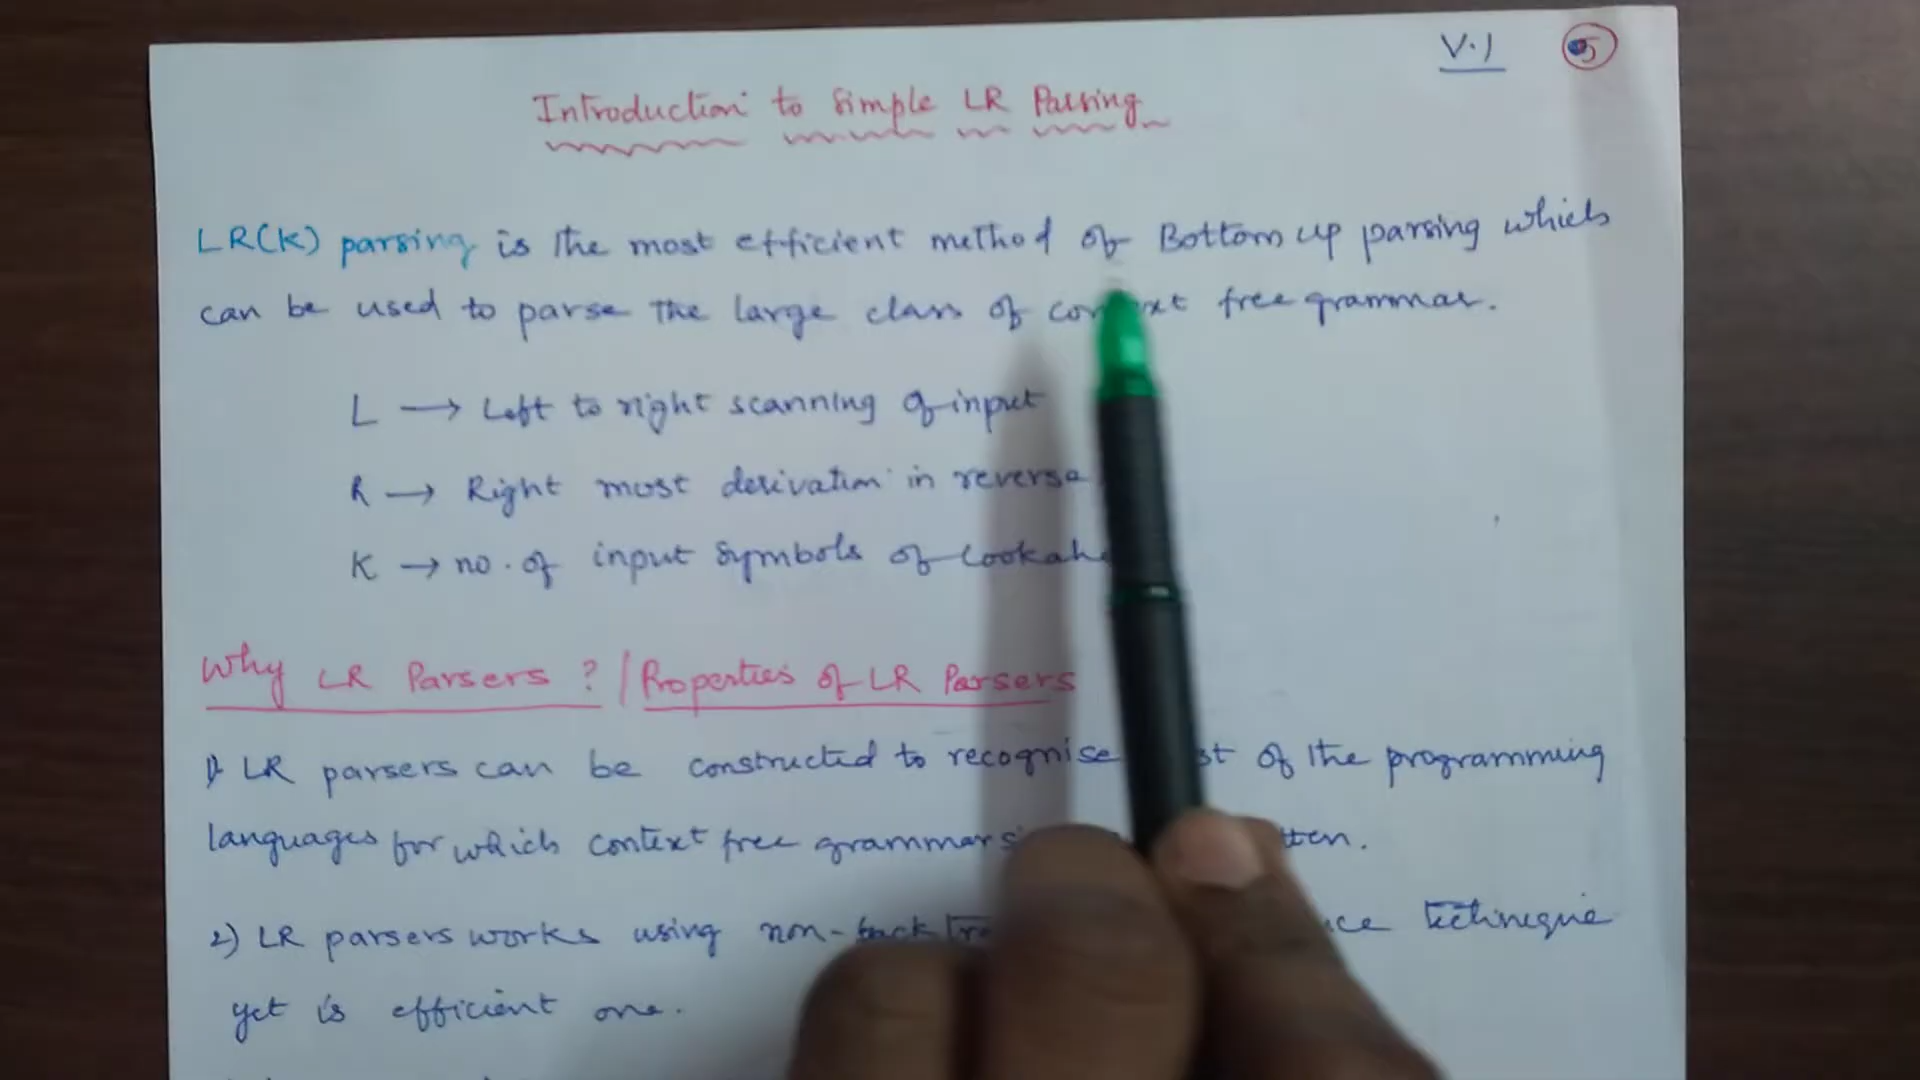 V.1 5
Introduction to Simple LR Parsing
LR(K) parsing is the most efficient method of Bottom up parsing which
can be used to parse the large class of free grammar.
L → Left to right scanning of input
R → Right most derivation in reverse
K → no. of input symbols of
Why LR Parsers ? / Properties of LR Parsers
1) LR parsers can be constructed to recognise of the programming
languages for which context free grammars
2) LR parsers works using non- technique
yet is efficient one.